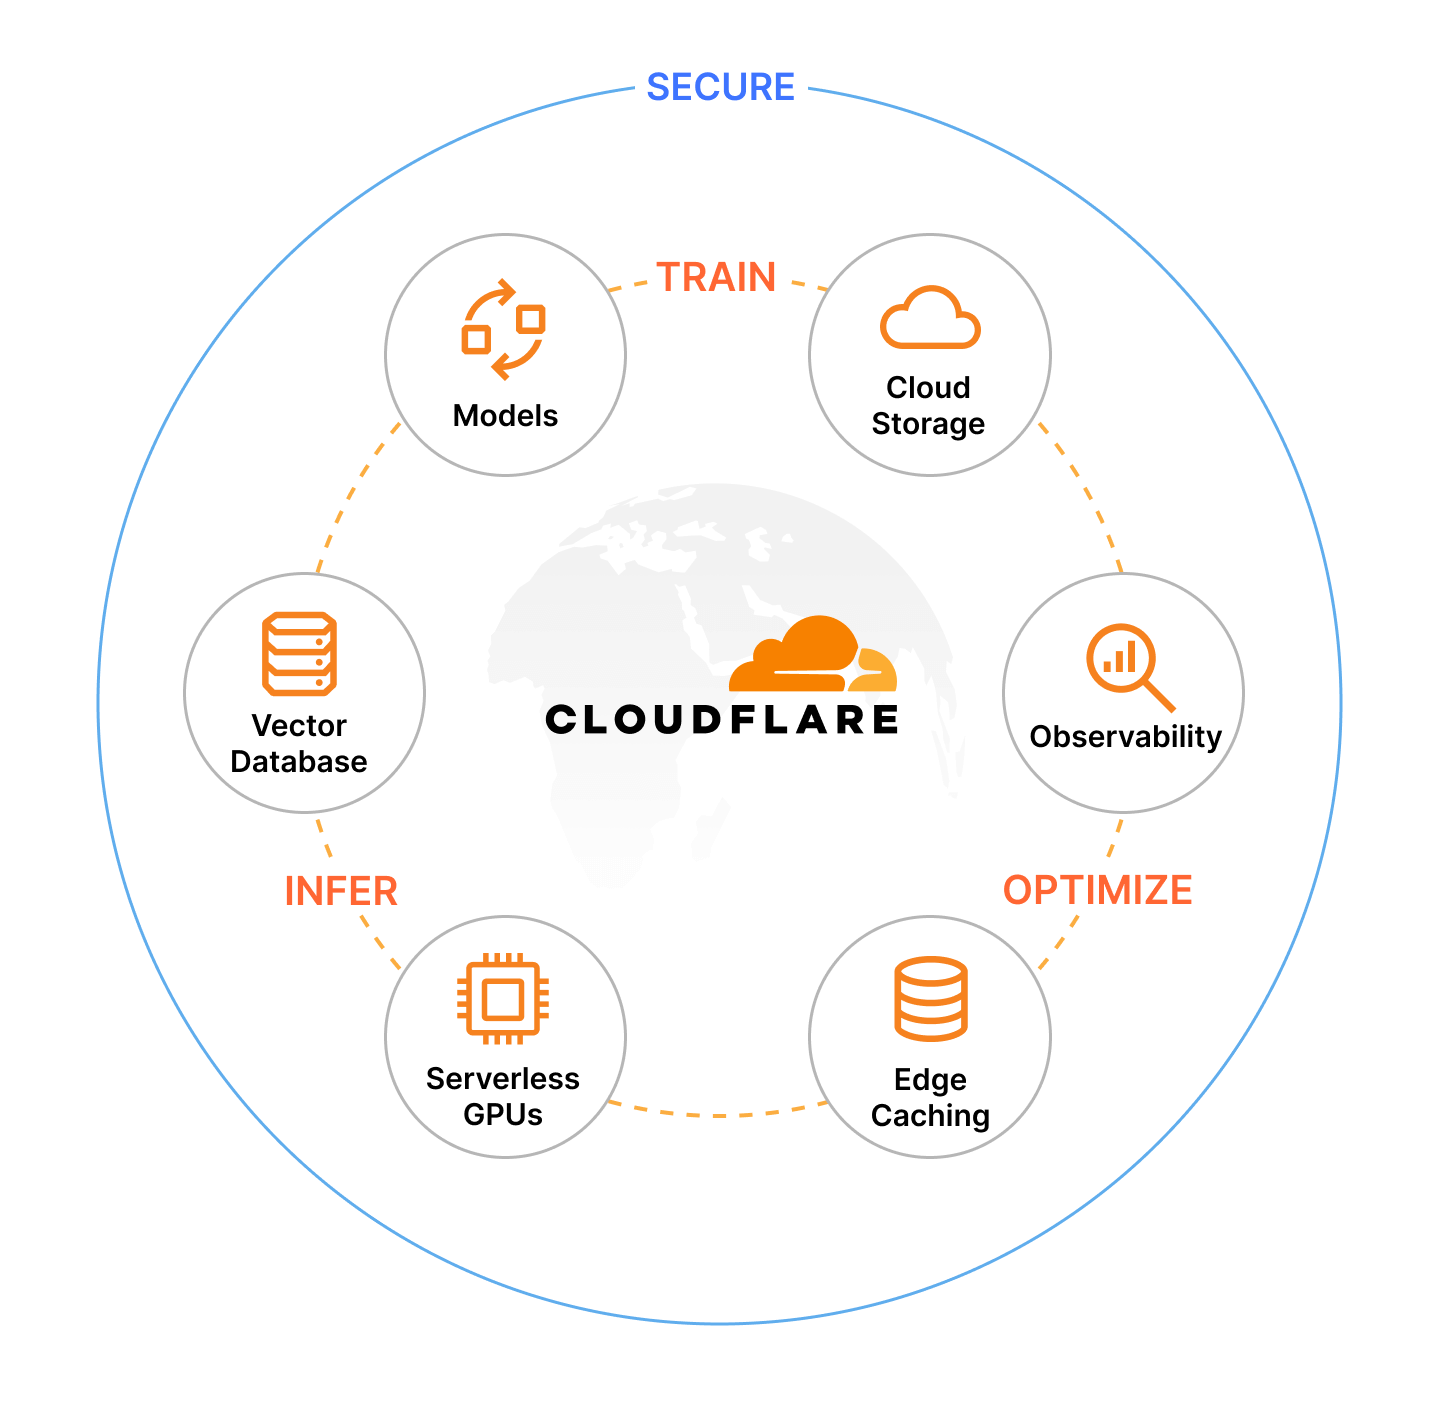 SECURE
TRAIN
Models
Cloud
Storage
Vector
Database
CLOUDFLARE
Observability
INFER
OPTIMIZE
Serverless
GPUs
Edge
Caching